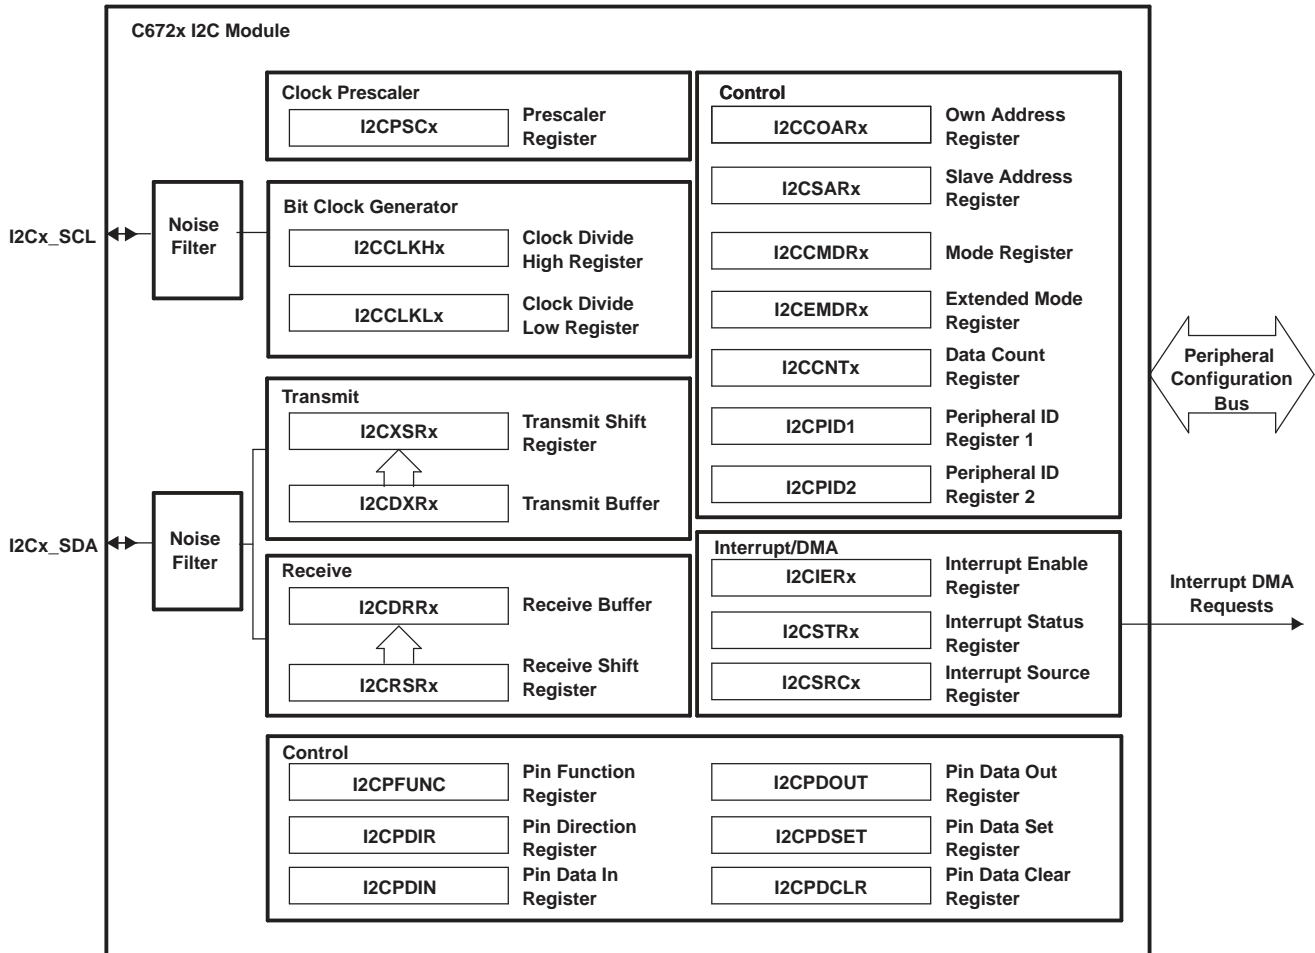 C672x I2C Module
Clock Prescaler
I2CPSCx
Prescaler
Register
I2Cx_SCL
Noise
Filter
Bit Clock Generator
I2CCLKHx
Clock Divide
High Register
I2CCLKLx
Clock Divide
Low Register
Transmit
I2CXSRx
Transmit Shift
Register
I2CDXRx
Transmit Buffer
I2Cx_SDA
Noise
Filter
Receive
I2CDRRx
Receive Buffer
I2CRSRx
Receive Shift
Register
Control
I2CCOARx
Own Address
Register
I2CSARx
Slave Address
Register
I2CCMDRx
Mode Register
I2CEMDRx
Extended Mode
Register
I2CCNTx
Data Count
Register
I2CPID1
Peripheral ID
Register 1
I2CPID2
Peripheral ID
Register 2
Peripheral
Configuration
Bus
Interrupt/DMA
I2CIERx
Interrupt Enable
Register
I2CSTRx
Interrupt Status
Register
I2CSRCx
Interrupt Source
Register
Interrupt DMA
Requests
Control
I2CPFUNC
Pin Function
Register
I2CPDIR
Pin Direction
Register
I2CPDIN
Pin Data In
Register
I2CPDOUT
Pin Data Out
Register
I2CPDSET
Pin Data Set
Register
I2CPDCLR
Pin Data Clear
Register